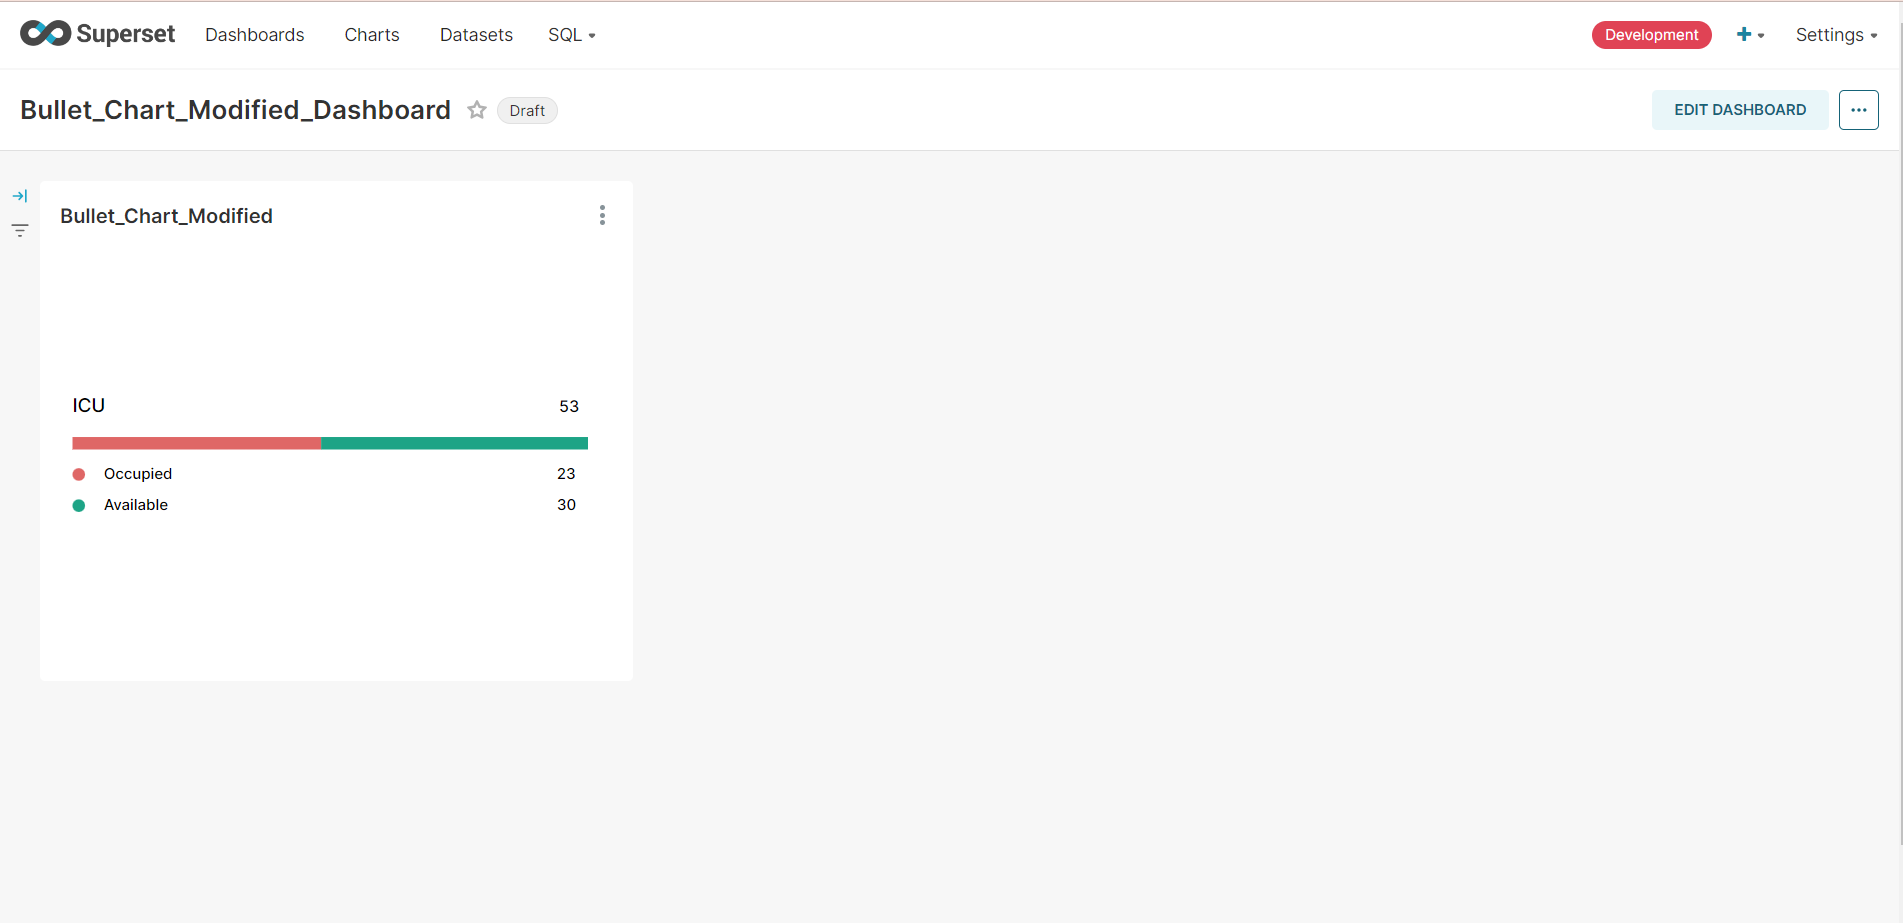 Superset Dashboards Charts Datasets SQL Development Settings
Bullet_Chart_Modified_Dashboard Draft EDIT DASHBOARD
Bullet_Chart_Modified
ICU 53
Occupied 23
Available 30